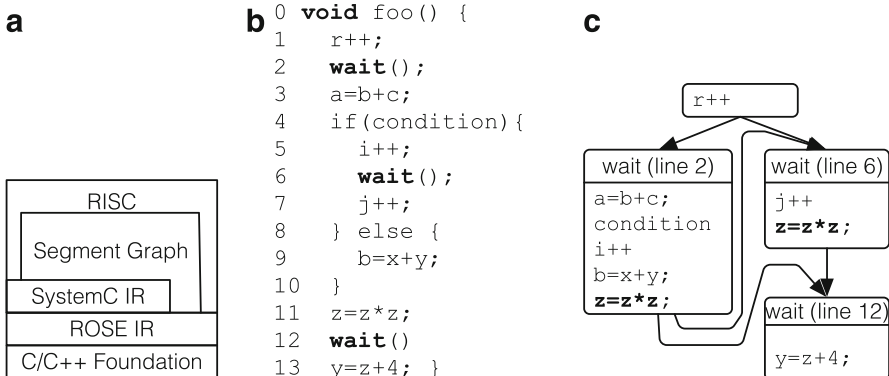 a
RISC
Segment Graph
SystemC IR
ROSE IR
C/C++ Foundation
b
0 void foo() {
1 r++;
2 wait();
3 a=b+c;
4 if(condition){
5 i++;
6 wait();
7 j++;
8 } else {
9 b=x+y;
10 }
11 z=z*z;
12 wait()
13 y=z+4; }
c
r++
wait (line 2)
a=b+c;
condition
i++
b=x+y;
z=z*z;
wait (line 6)
j++
z=z*z;
wait (line 12)
y=z+4;